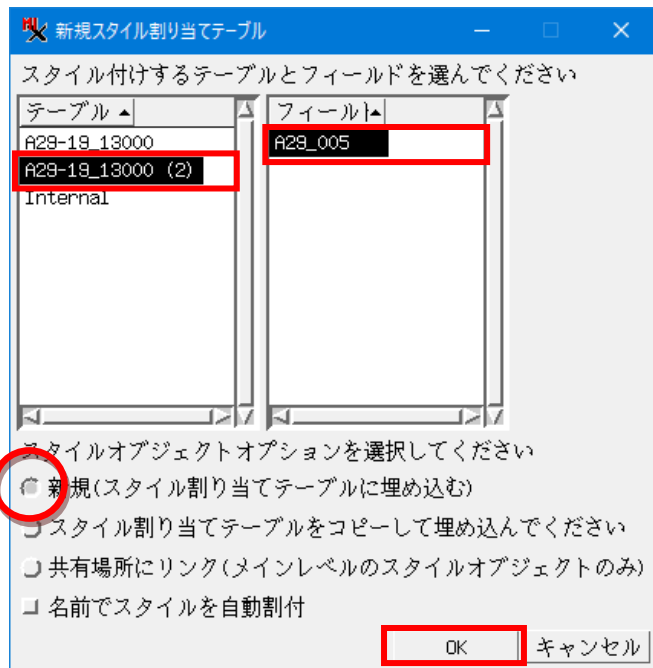 新規スタイル割り当てテーブル
スタイル付けするテーブルとフィールドを選んでください
テーブル フィールド
A29-19_13000 A29_005
A29-19_13000 (2)
Internal
スタイルオブジェクトオプションを選択してください
新規(スタイル割り当てテーブルに埋め込む)
スタイル割り当てテーブルをコピーして埋め込んでください
共有場所にリンク(メインレベルのスタイルオブジェクトのみ)
名前でスタイルを自動割付
OK キャンセル